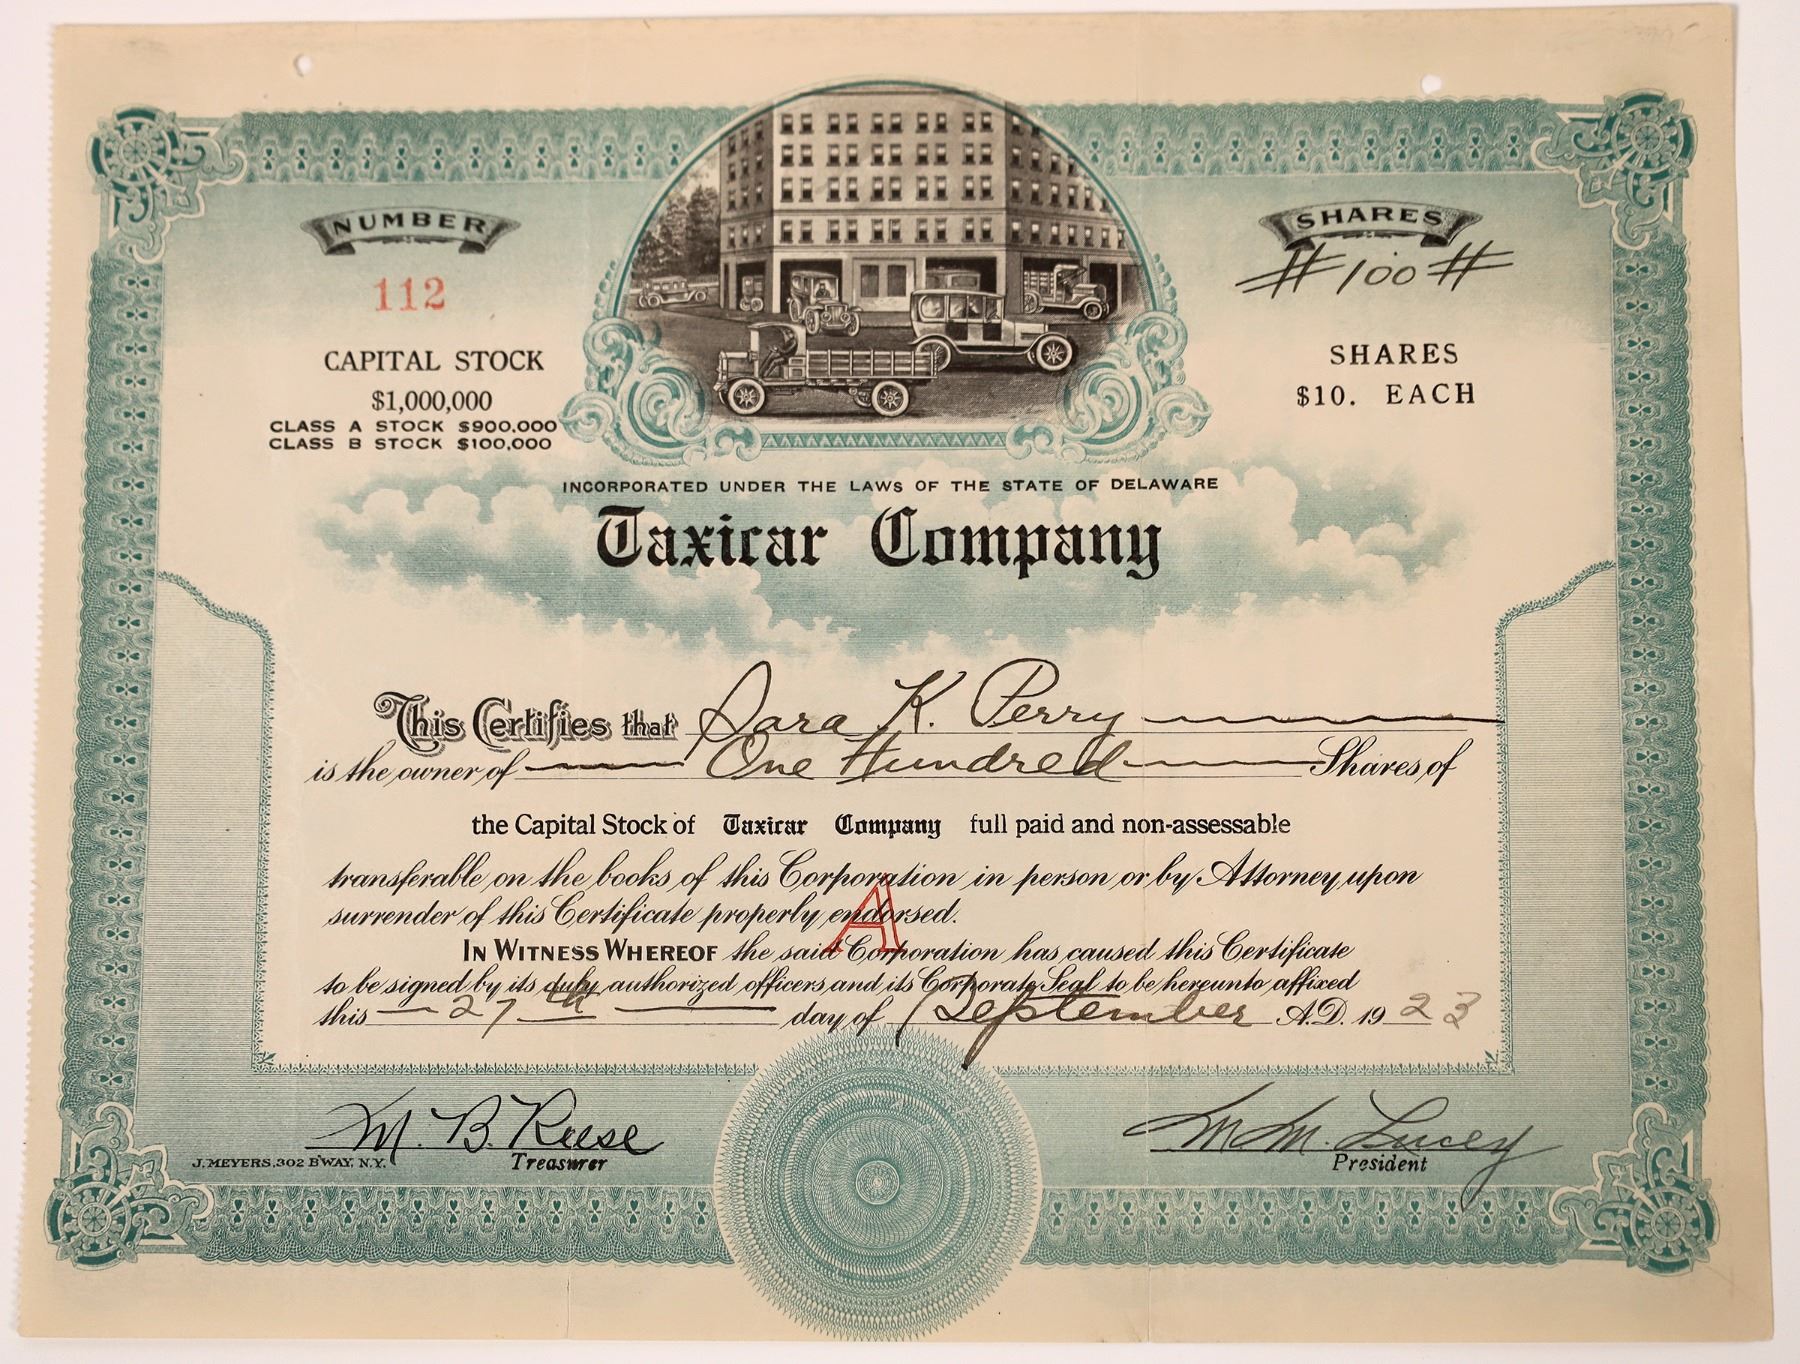 NUMBER
112
CAPITAL STOCK
$1,000,000
CLASS A STOCK $900,000
CLASS B STOCK $100,000
SHARES
#100#
SHARES
$10. EACH
INCORPORATED UNDER THE LAWS OF THE STATE OF DELAWARE
Taxicar Company
This Certifies that Sara K. Perry
is the owner of One Hundred Shares of
the Capital Stock of Taxicar Company full paid and non-assessable
transferable on the books of this Corporation in person or by Attorney upon
surrender of this Certificate properly endorsed.
A
IN WITNESS WHEREOF the said Corporation has caused this Certificate
to be signed by its duly authorized officers and its Corporate Seal to be hereunto affixed
this 27th day of September A.D. 1923
M. B. Reese
Treasurer
J. MEYERS, 302 B'WAY, N.Y.
M. M. Lucey
President